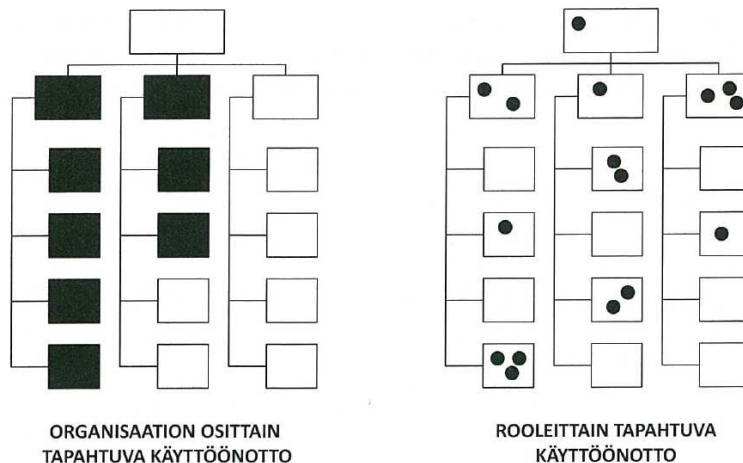 ORGANISAATION OSITTAIN
TAPAHTUVA KÄYTTÖÖNOTTO
ROOLEITTAIN TAPAHTUVA
KÄYTTÖÖNOTTO